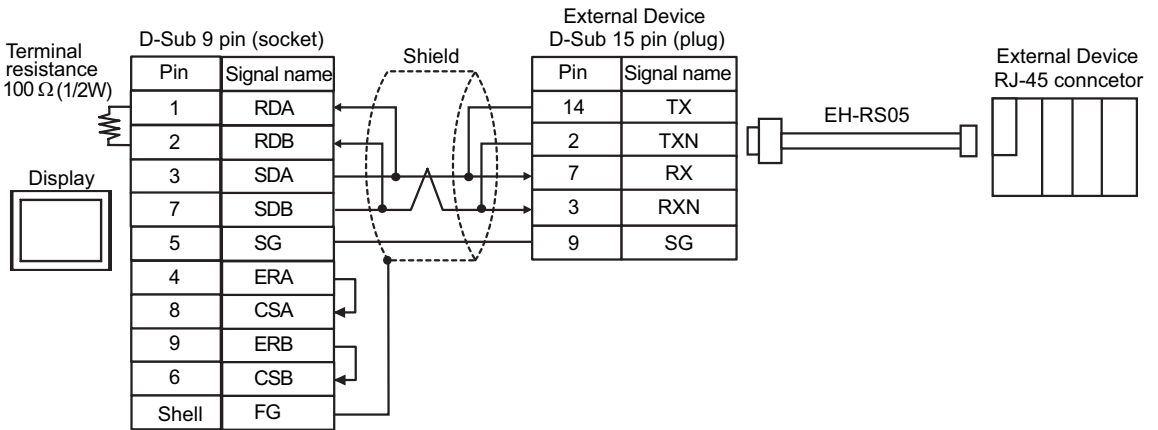 External Device
D-Sub 9 pin (socket)
D-Sub 15 pin (plug)
Terminal
resistance
100 Ω (1/2W)
Shield
External Device
RJ-45 conncetor
Pin Signal name
Pin Signal name
1 RDA
14 TX
EH-RS05
2 RDB
2 TXN
3 SDA
7 RX
Display
7 SDB
3 RXN
5 SG
9 SG
4 ERA
8 CSA
9 ERB
6 CSB
Shell FG